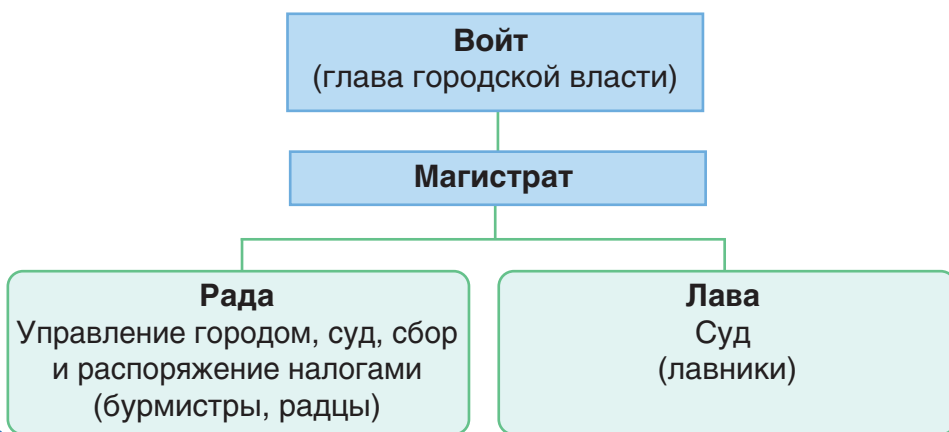 Войт
(глава городской власти)
Магистрат
Рада
Управление городом, суд, сбор
и распоряжение налогами
(бурмистры, радцы)
Лава
Суд
(лавники)